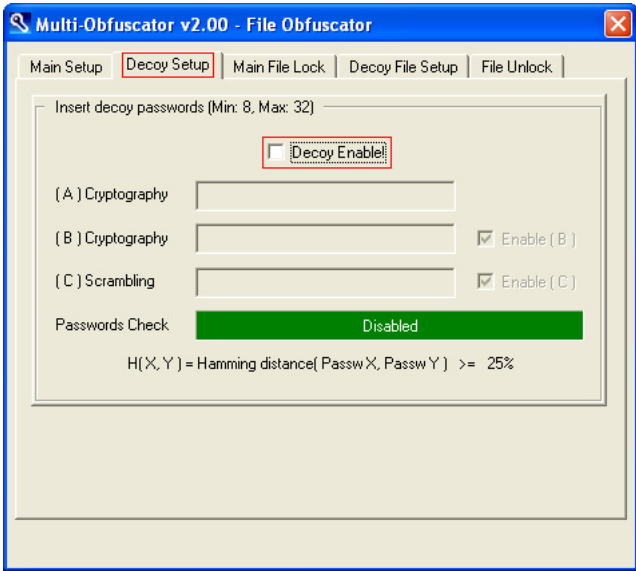 Multi-Obfuscator v2.00 - File Obfuscator
Main Setup Decoy Setup Main File Lock Decoy File Setup File Unlock
Insert decoy passwords (Min: 8, Max: 32)
Decoy Enable!
( A ) Cryptography
( B ) Cryptography Enable ( B )
( C ) Scrambling Enable ( C )
Passwords Check Disabled
H( X, Y ) = Hamming distance( Passw X, Passw Y ) >= 25%